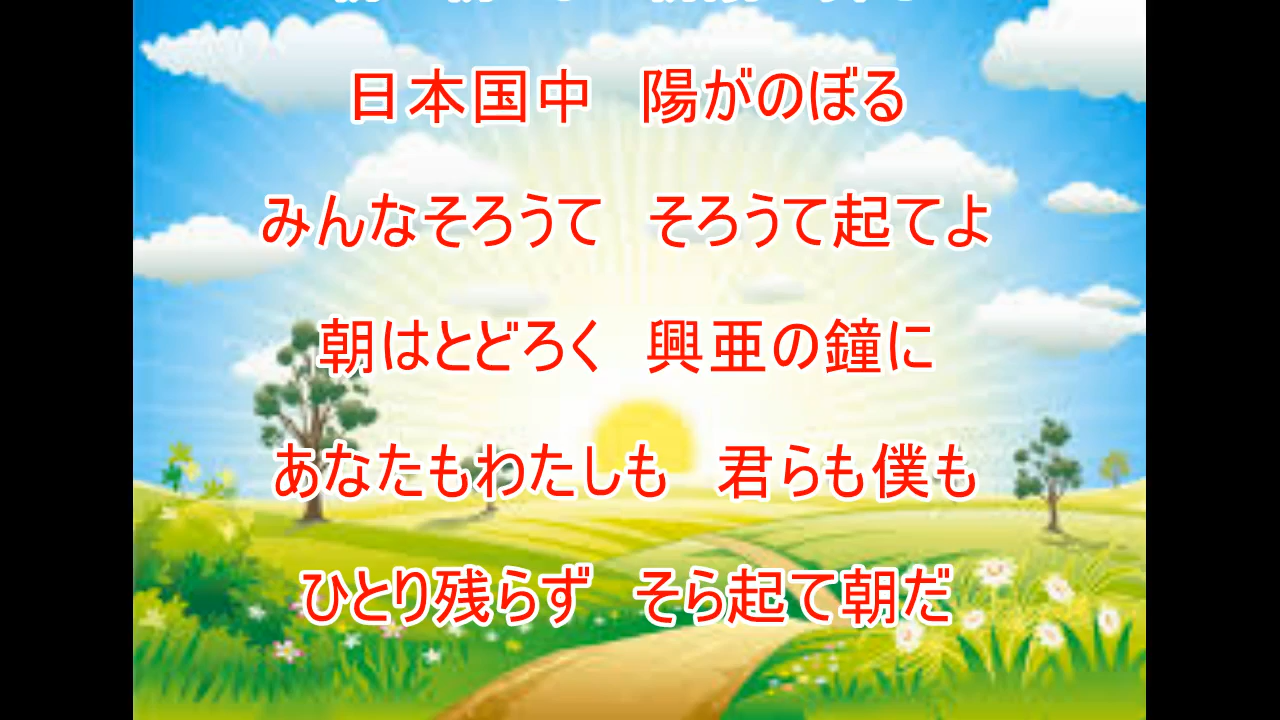 日本国中　陽がのぼる
みんなそろうて　そろうて起てよ
朝はとどろく　興亜の鐘に
あなたもわたしも　君らも僕も
ひとり残らず　そら起て朝だ